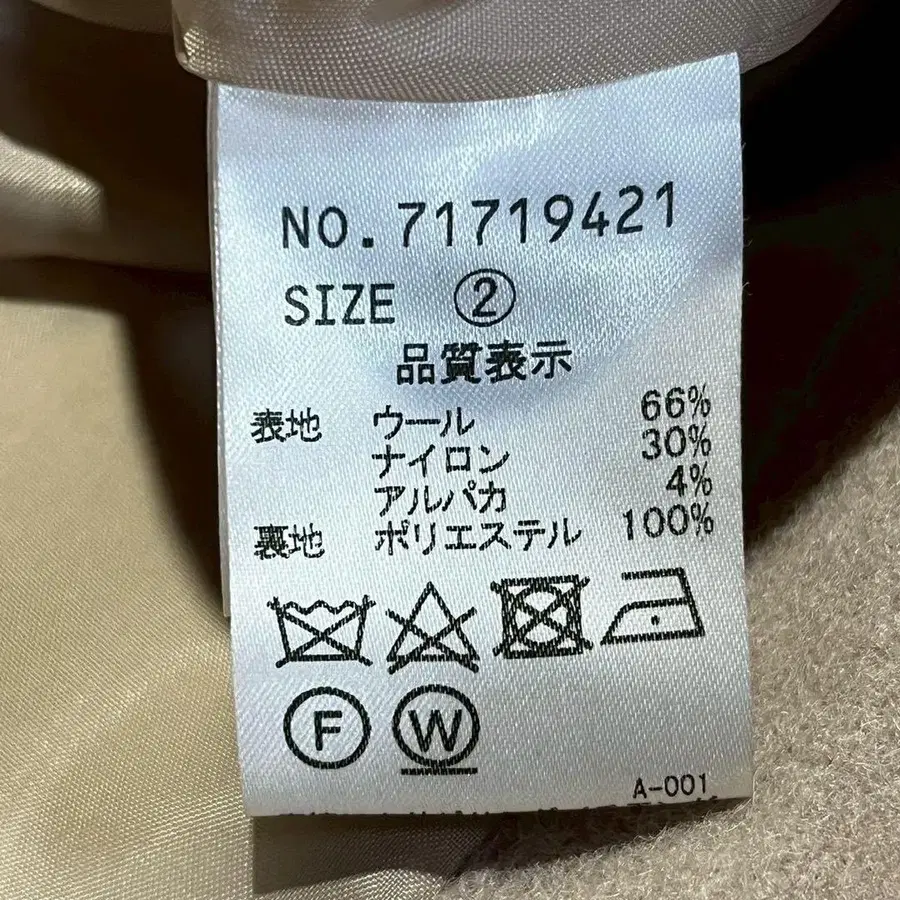 NO.71719421
SIZE ②
品質表示
表地 ウール 66%
ナイロン 30%
アルパカ 4%
裏地 ポリエステル 100%
F W
A-001